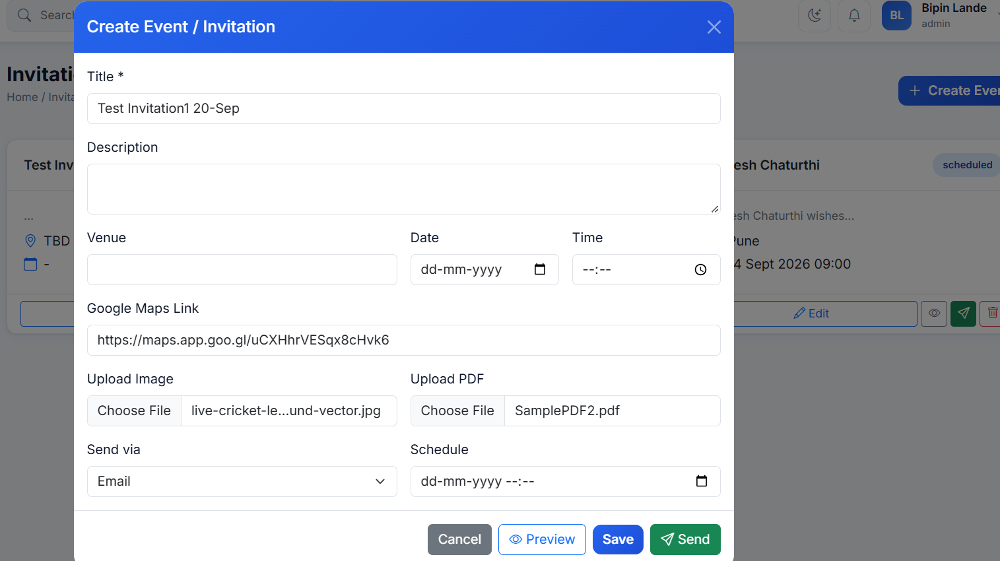 Search
Create Event / Invitation
BL
Bipin Lande
admin
Invitati
Home / Invita
+ Create Even
Title *
Test Invitation1 20-Sep
Description
Test Inv
esh Chaturthi
scheduled
...
esh Chaturthi wishes...
TBD
Pune
-
4 Sept 2026 09:00
Venue
Date
Time
dd-mm-yyyy
--:--
Google Maps Link
https://maps.app.goo.gl/uCXHhrVESqx8cHvk6
Edit
Upload Image
Upload PDF
Choose File
live-cricket-le...und-vector.jpg
Choose File
SamplePDF2.pdf
Send via
Schedule
Email
dd-mm-yyyy --:--
Cancel
Preview
Save
Send